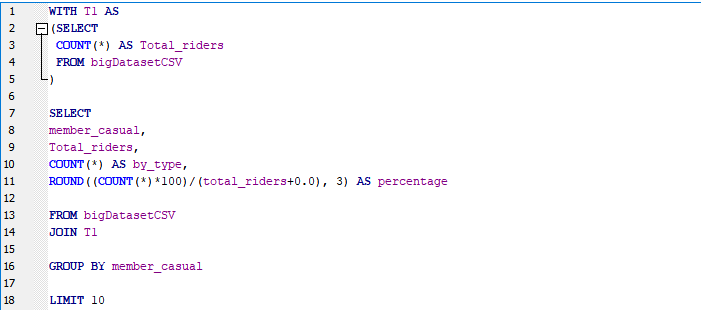 1 WITH T1 AS
2 (SELECT
3 COUNT(*) AS Total_riders
4 FROM bigDatasetCSV
5 )
6
7 SELECT
8 member_casual,
9 Total_riders,
10 COUNT(*) AS by_type,
11 ROUND((COUNT(*)*100)/(total_riders+0.0), 3) AS percentage
12
13 FROM bigDatasetCSV
14 JOIN T1
15
16 GROUP BY member_casual
17
18 LIMIT 10